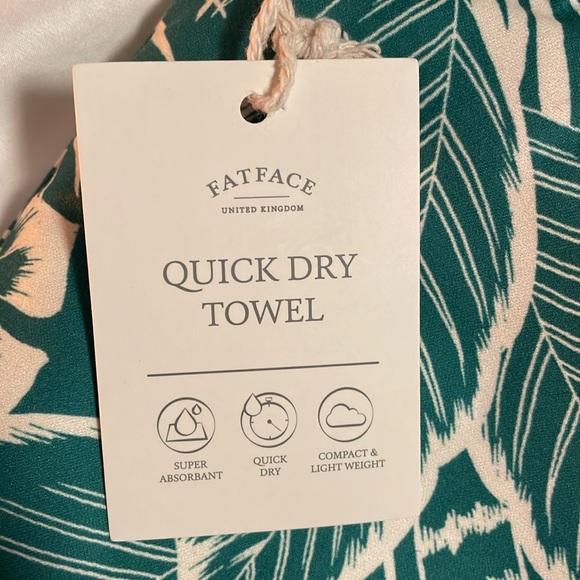 FATFACE
UNITED KINGDOM
QUICK DRY
TOWEL
SUPER
ABSORBANT
QUICK
DRY
COMPACT &
LIGHT WEIGHT